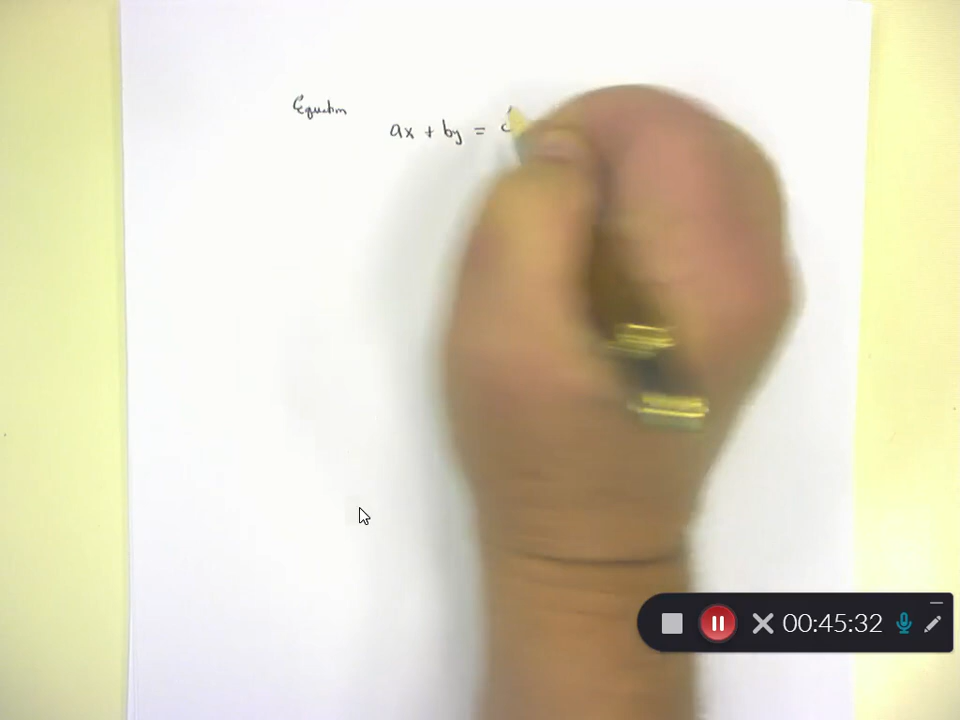 Equation
ax + by = c
00:45:32